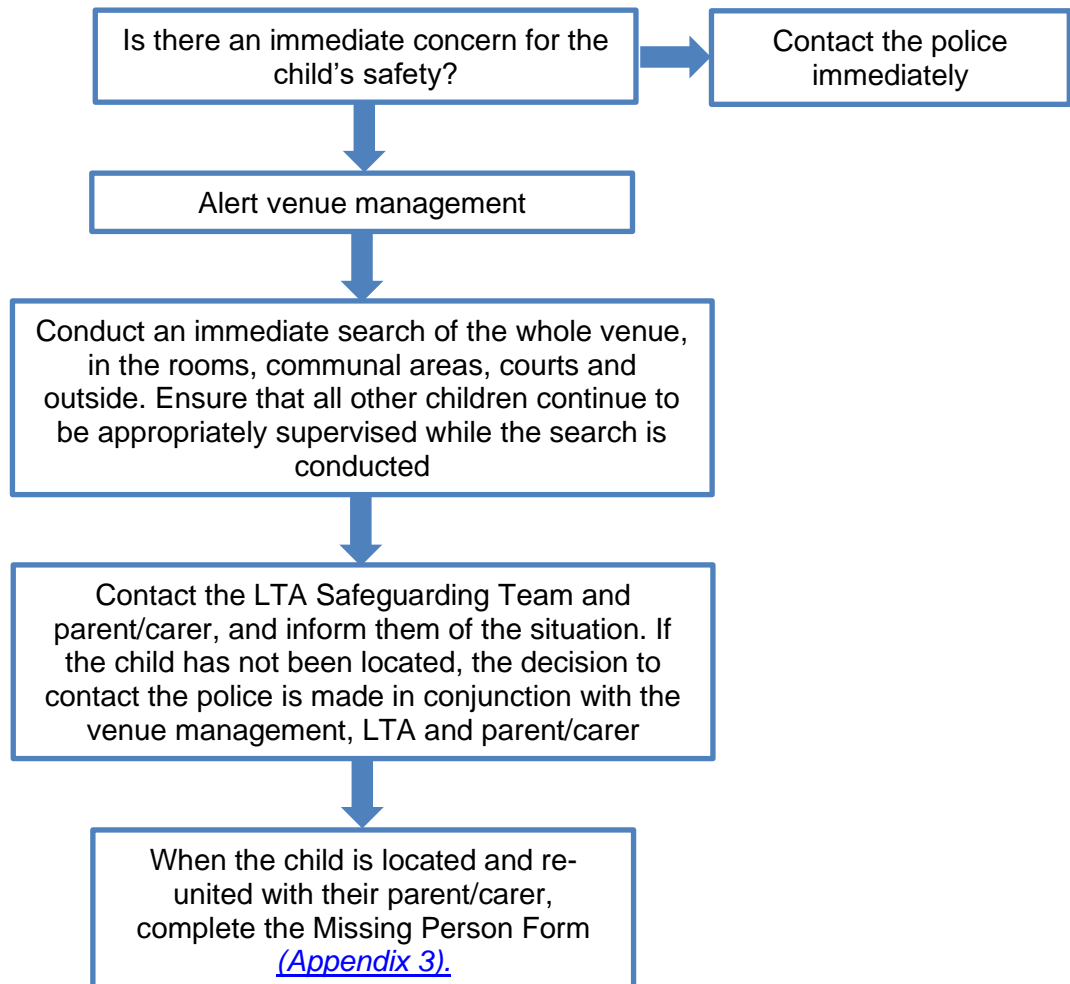 Is there an immediate concern for the
child’s safety?
Contact the police
immediately
Alert venue management
Conduct an immediate search of the whole venue,
in the rooms, communal areas, courts and
outside. Ensure that all other children continue to
be appropriately supervised while the search is
conducted
Contact the LTA Safeguarding Team and
parent/carer, and inform them of the situation. If
the child has not been located, the decision to
contact the police is made in conjunction with the
venue management, LTA and parent/carer
When the child is located and re-
united with their parent/carer,
complete the Missing Person Form
(Appendix 3).